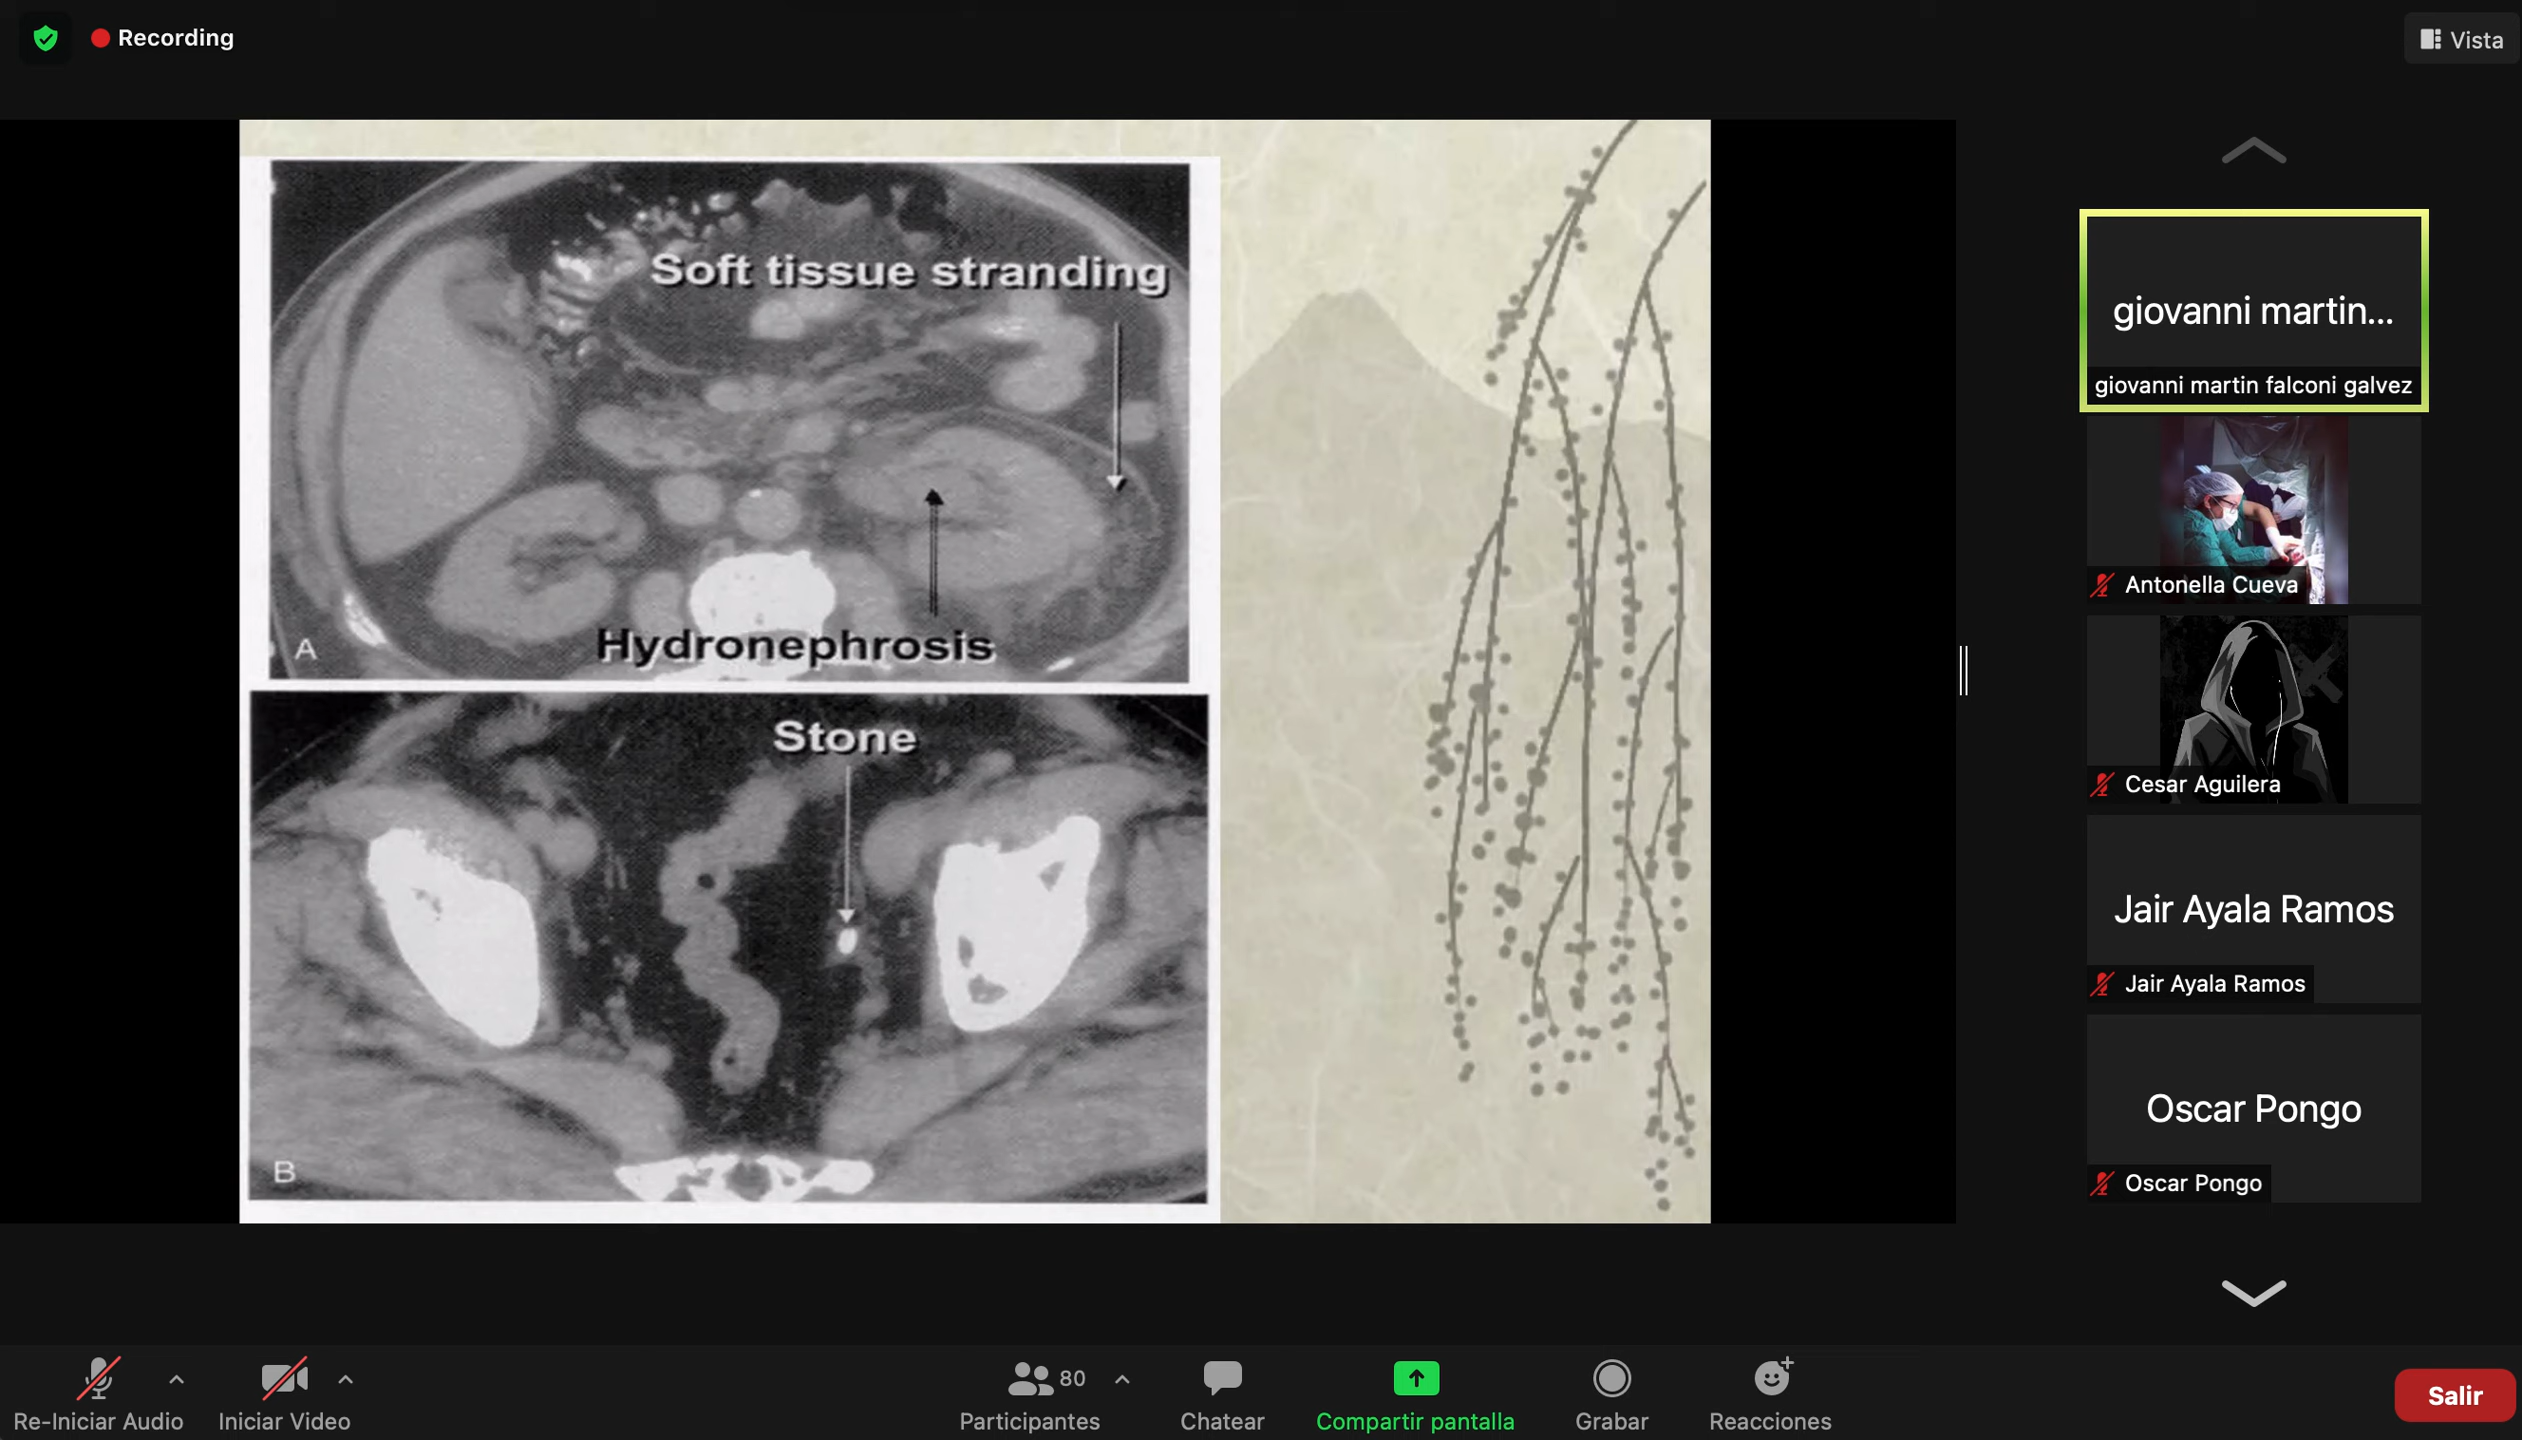 Recording
Vista
Soft tissue stranding
Hydronephrosis
A
Stone
B
giovanni martin...
giovanni martin falconi galvez
Antonella Cueva
Cesar Aguilera
Jair Ayala Ramos
Jair Ayala Ramos
Oscar Pongo
Oscar Pongo
Re-Iniciar Audio
Iniciar Video
80
Participantes
Chatear
Compartir pantalla
Grabar
Reacciones
Salir